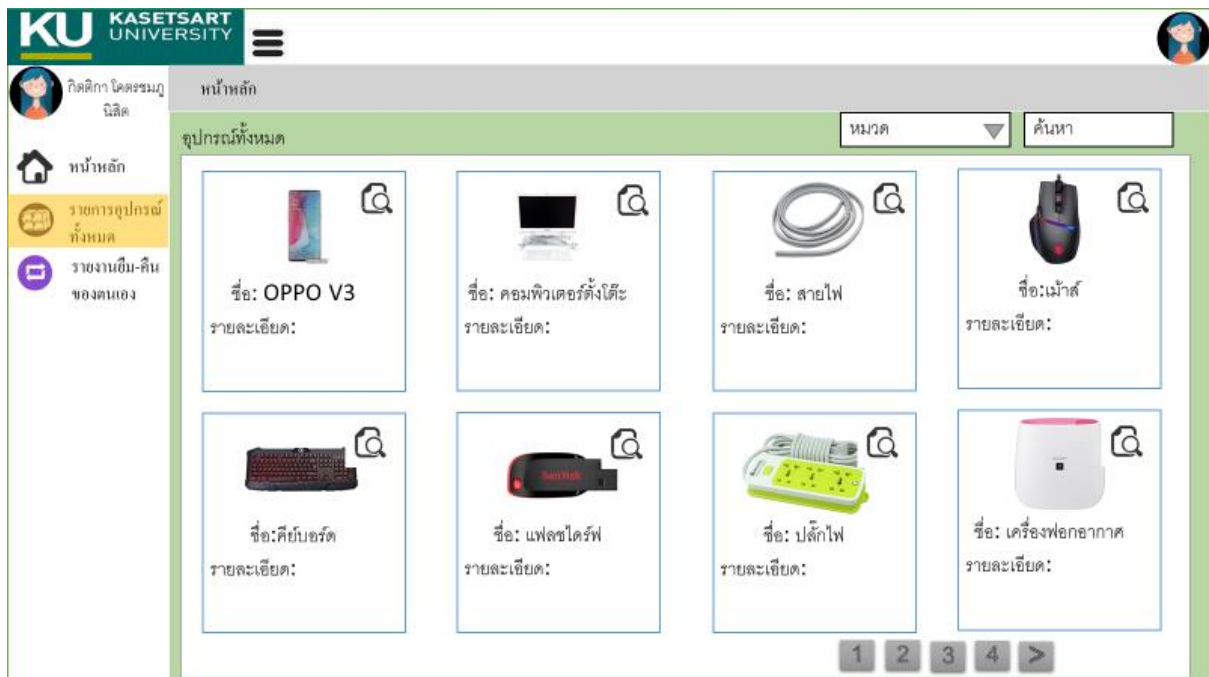 KU KASETSART
UNIVERSITY
กิตติกา โคตรชมภู
นิสิต
หน้าหลัก
รายการอุปกรณ์
ทั้งหมด
รายงานยืม-คืน
ของตนเอง
หน้าหลัก
อุปกรณ์ทั้งหมด
หมวด
ค้นหา
ชื่อ: OPPO V3
รายละเอียด:
ชื่อ: คอมพิวเตอร์ตั้งโต๊ะ
รายละเอียด:
ชื่อ: สายไฟ
รายละเอียด:
ชื่อ:เม้าส์
รายละเอียด:
ชื่อ:คีย์บอร์ด
รายละเอียด:
SanDisk
ชื่อ: แฟลชไดร์ฟ
รายละเอียด:
ชื่อ: ปลั๊กไฟ
รายละเอียด:
ชื่อ: เครื่องฟอกอากาศ
รายละเอียด:
1 2 3 4 >